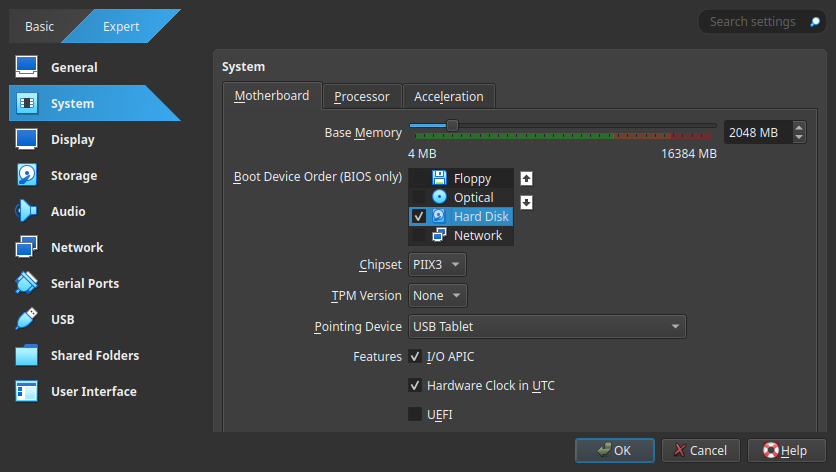 Basic Expert Search settings
General
System
Display
Storage
Audio
Network
Serial Ports
USB
Shared Folders
User Interface
System
Motherboard Processor Acceleration
Base Memory 2048 MB
4 MB 16384 MB
Boot Device Order (BIOS only) Floppy
Optical
Hard Disk
Network
Chipset PIIX3
TPM Version None
Pointing Device USB Tablet
Features I/O APIC
Hardware Clock in UTC
UEFI
OK Cancel Help